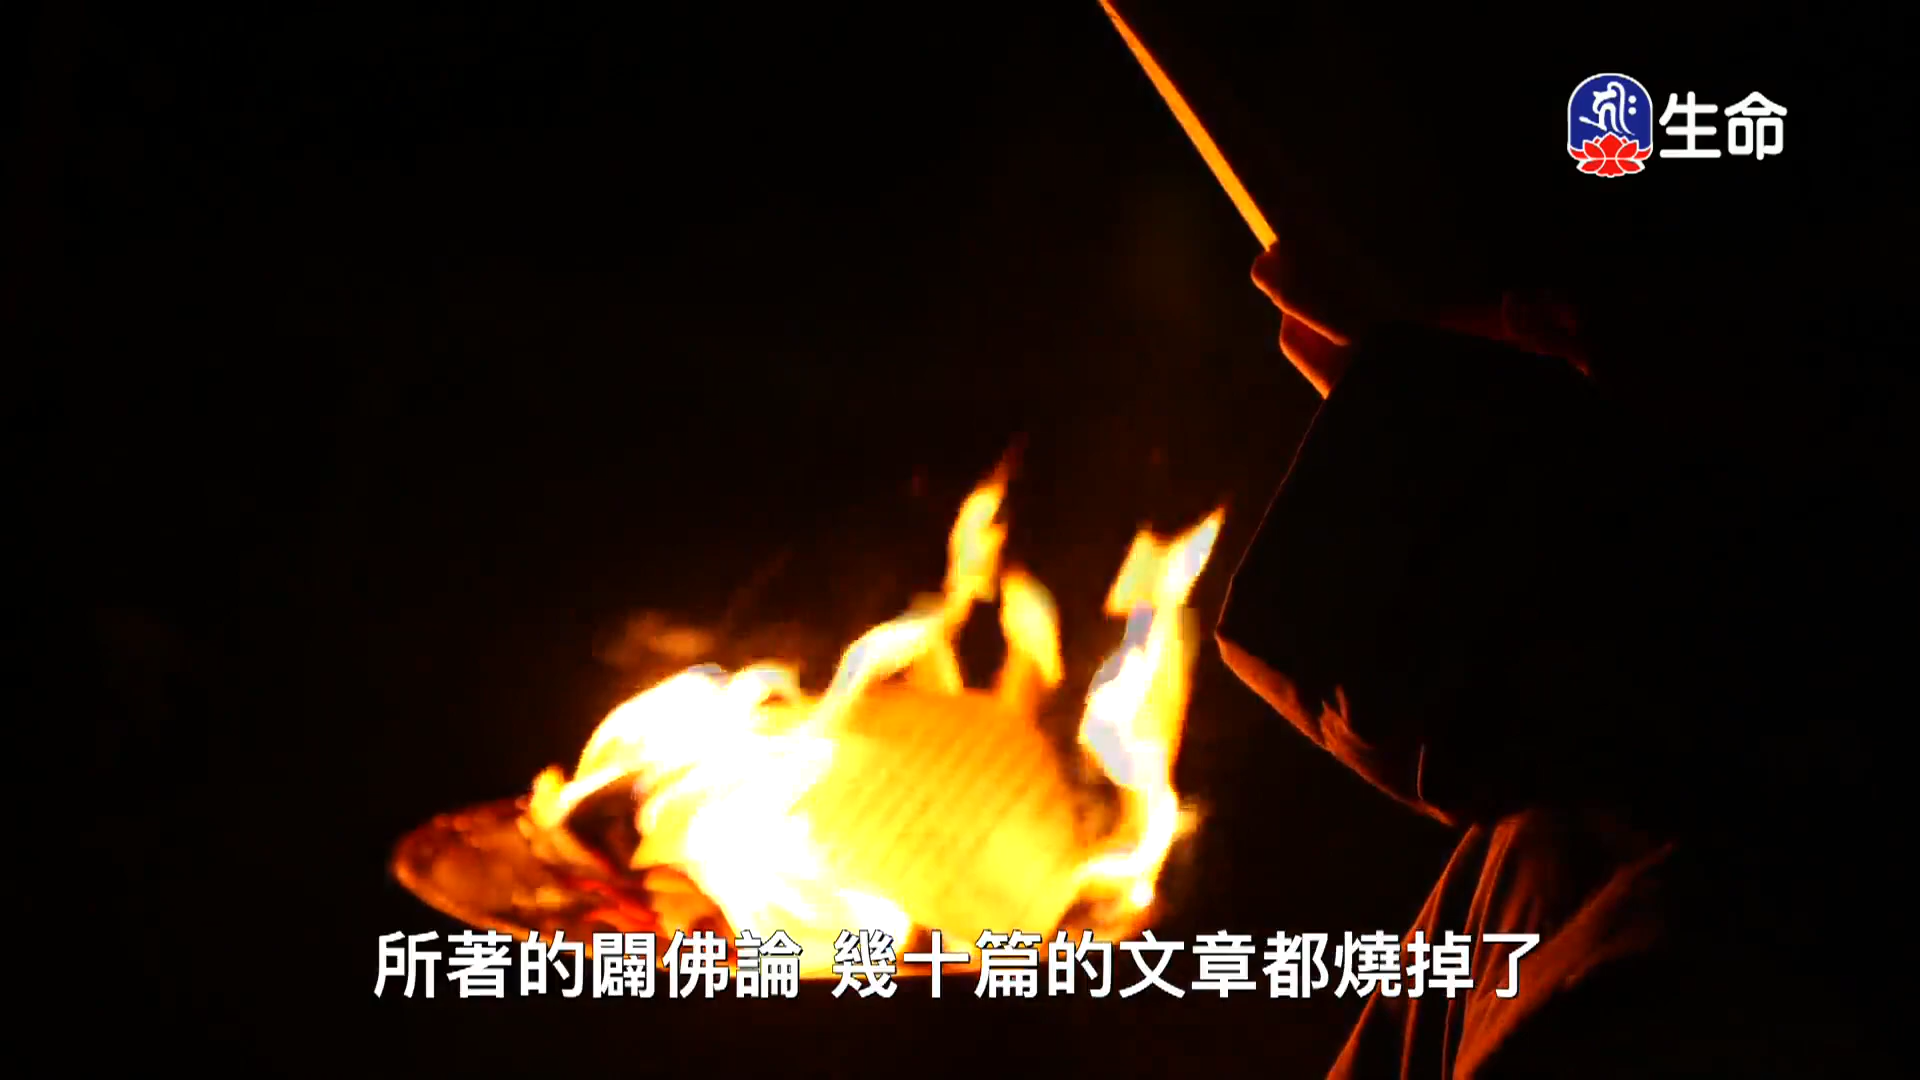 生命
所著的闢佛論 幾十篇的文章都燒掉了